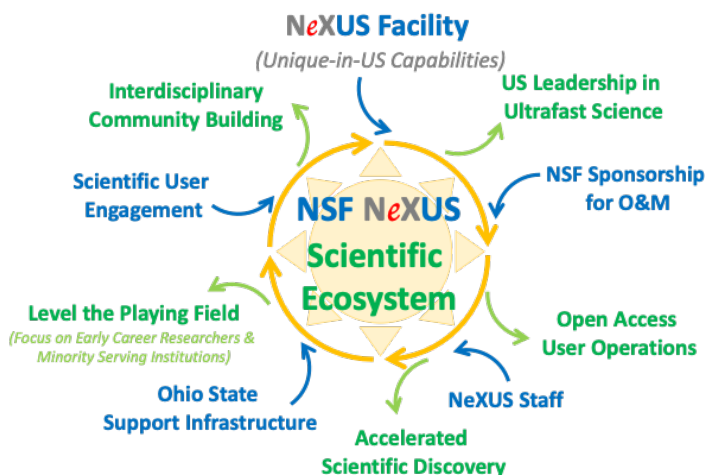 NeXUS Facility
(Unique-in-US Capabilities)
Interdisciplinary
Community Building
US Leadership in
Ultrafast Science
Scientific User
Engagement
NSF Sponsorship
for O&M
NSF NeXUS
Scientific
Ecosystem
Level the Playing Field
(Focus on Early Career Researchers &
Minority Serving Institutions)
Open Access
User Operations
Ohio State
Support Infrastructure
NeXUS Staff
Accelerated
Scientific Discovery